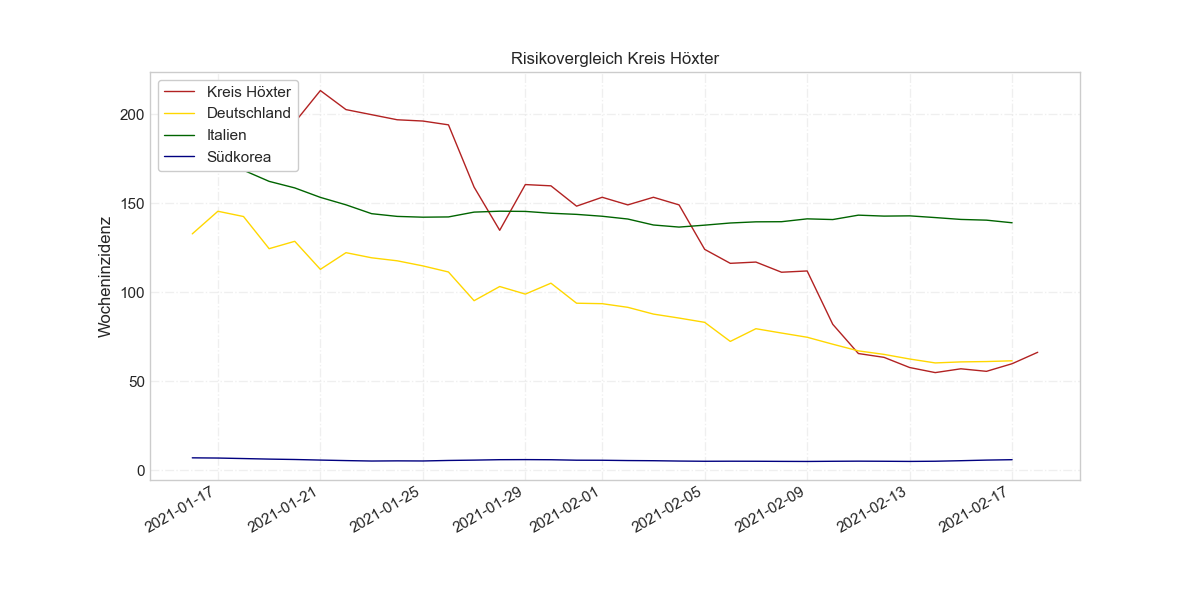 Risikovergleich Kreis Höxter
Kreis Höxter
Deutschland
Italien
Südkorea
Wocheninzidenz
200
150
100
50
0
2021-01-17
2021-01-21
2021-01-25
2021-01-29
2021-02-01
2021-02-05
2021-02-09
2021-02-13
2021-02-17